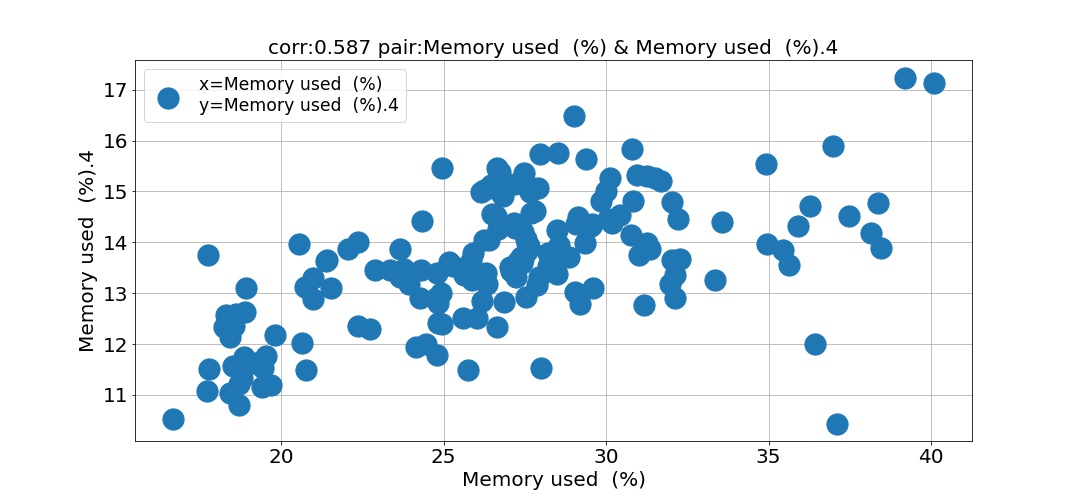 corr:0.587 pair:Memory used  (%) & Memory used  (%).4
x=Memory used  (%)
y=Memory used  (%).4
17
16
15
14
13
12
11
Memory used  (%).4
20 25 30 35 40
Memory used  (%)